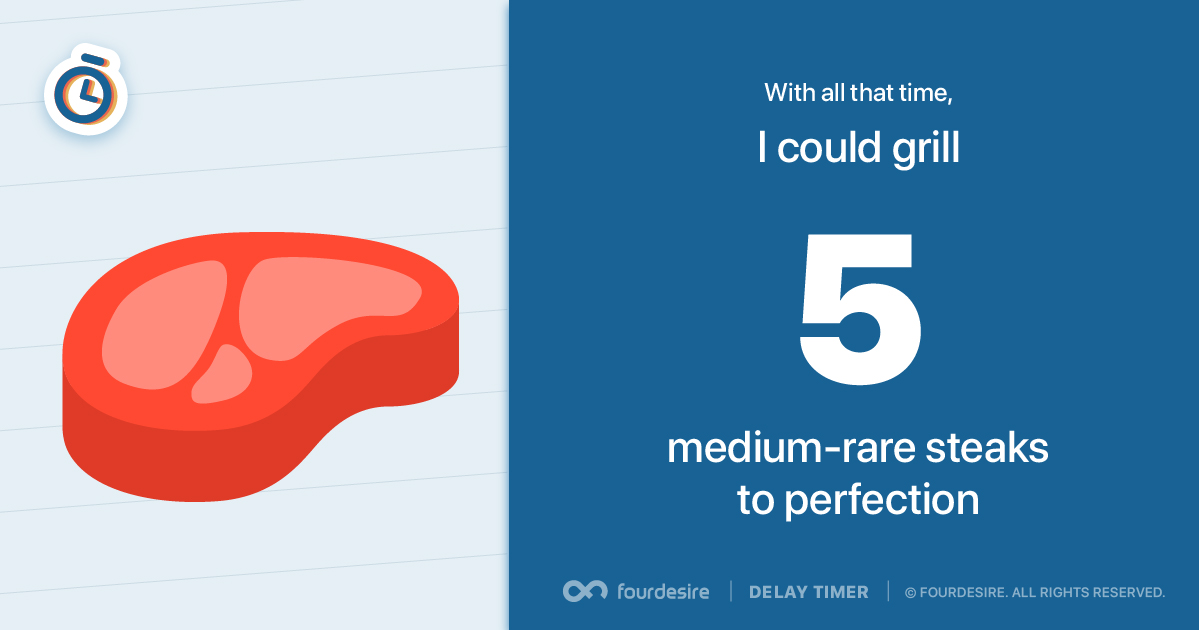 With all that time,
I could grill
5
medium-rare steaks
to perfection
fourdesire | DELAY TIMER | © FOURDESIRE. ALL RIGHTS RESERVED.